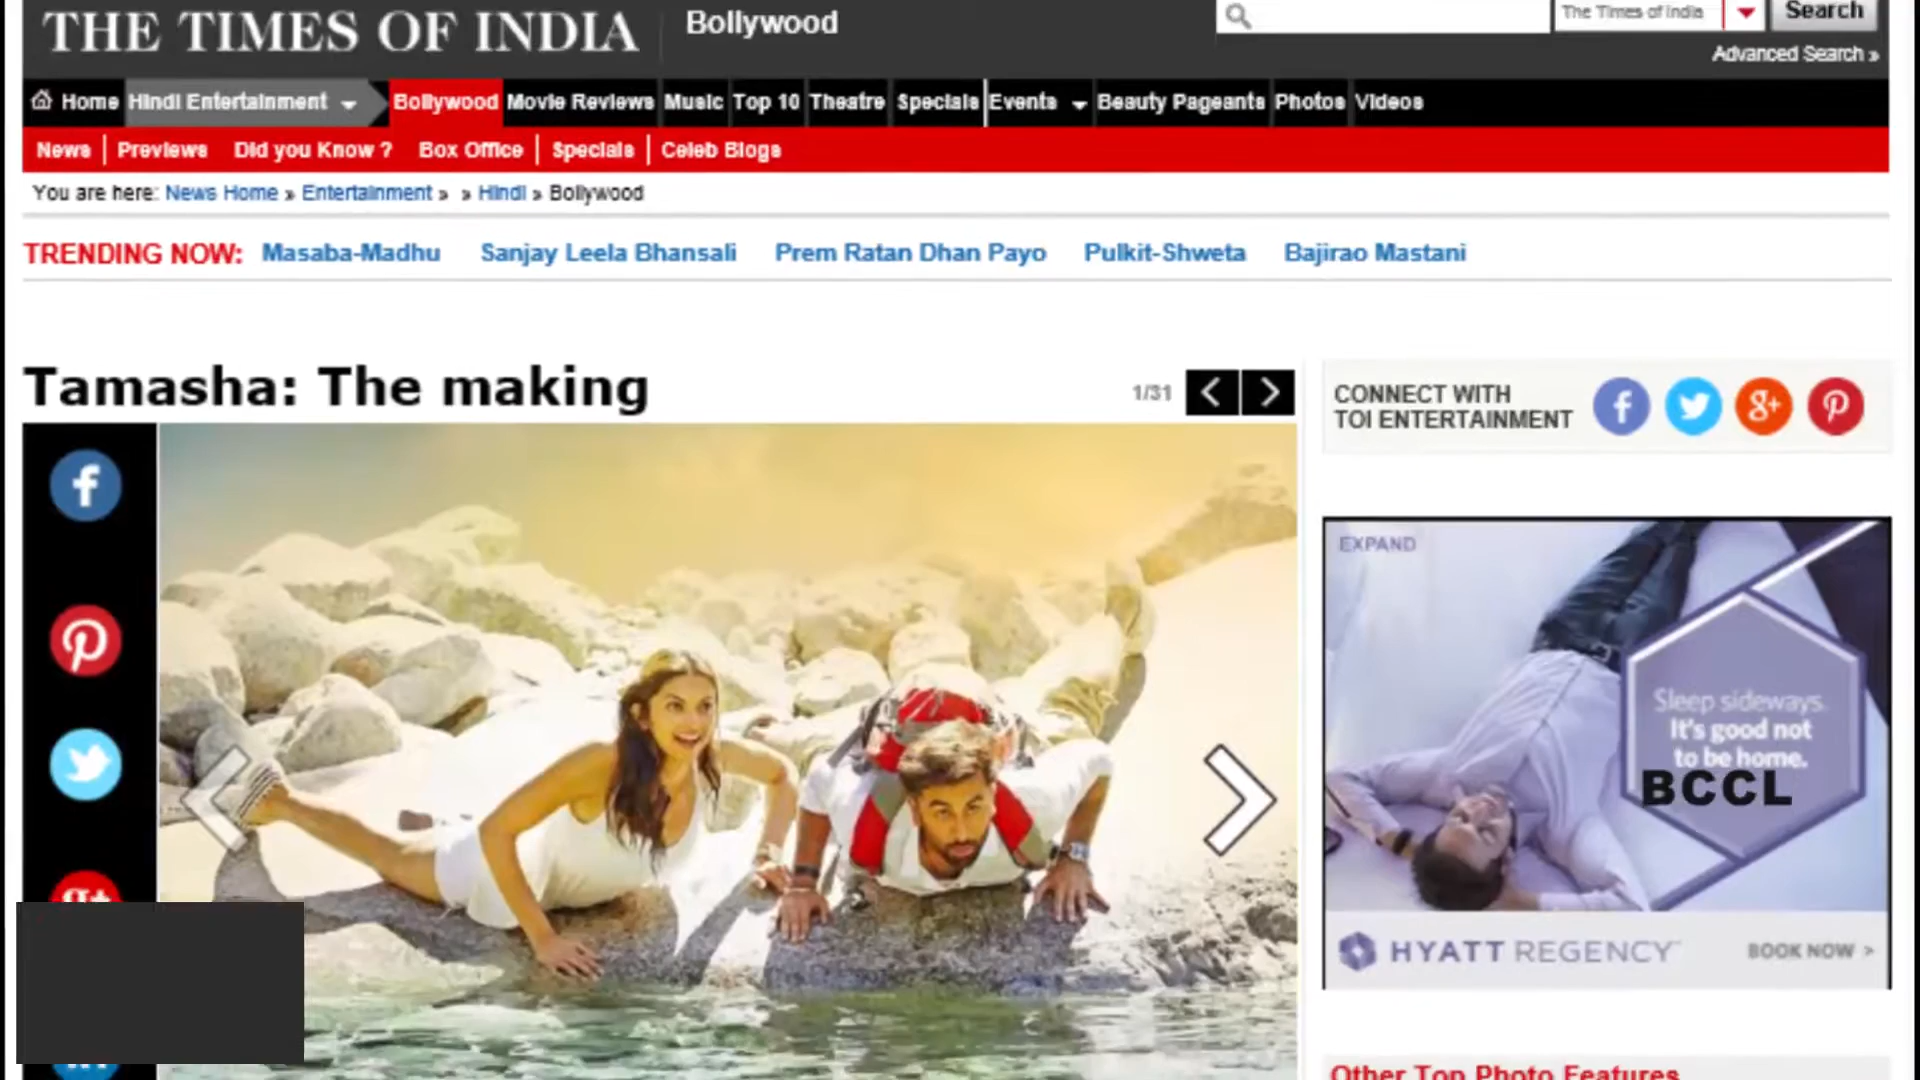 THE TIMES OF INDIA
Bollywood
The Times of India
Search
Advanced Search »
Home Hindi Entertainment Bollywood Movie Reviews Music Top 10 Theatre Specials Events Beauty Pageants Photos Videos
News | Previews Did you Know ? Box Office | Specials | Celeb Blogs
You are here: News Home » Entertainment » » Hindi » Bollywood
TRENDING NOW: Masaba-Madhu Sanjay Leela Bhansali Prem Ratan Dhan Payo Pulkit-Shweta Bajirao Mastani
Tamasha: The making
1/31
CONNECT WITH
TOI ENTERTAINMENT
EXPAND
Sleep sideways.
It's good not
to be home.
BCCL
HYATT REGENCY
BOOK NOW >
Other Top Photo Features